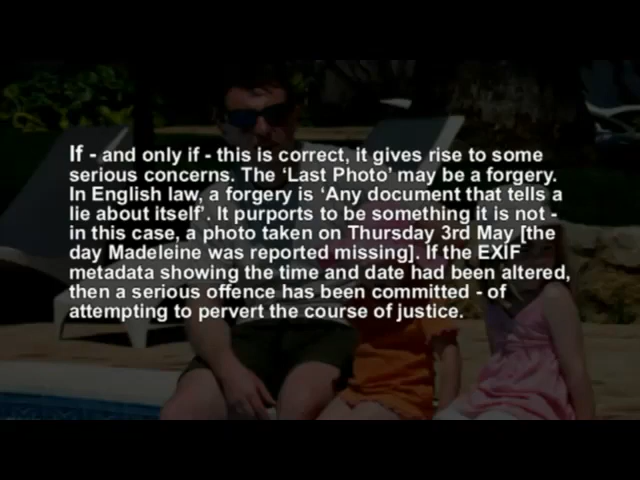 If - and only if - this is correct, it gives rise to some
serious concerns. The ‘Last Photo’ may be a forgery.
In English law, a forgery is ‘Any document that tells a
lie about itself’. It purports to be something it is not -
in this case, a photo taken on Thursday 3rd May [the
day Madeleine was reported missing]. If the EXIF
metadata showing the time and date had been altered,
then a serious offence has been committed - of
attempting to pervert the course of justice.